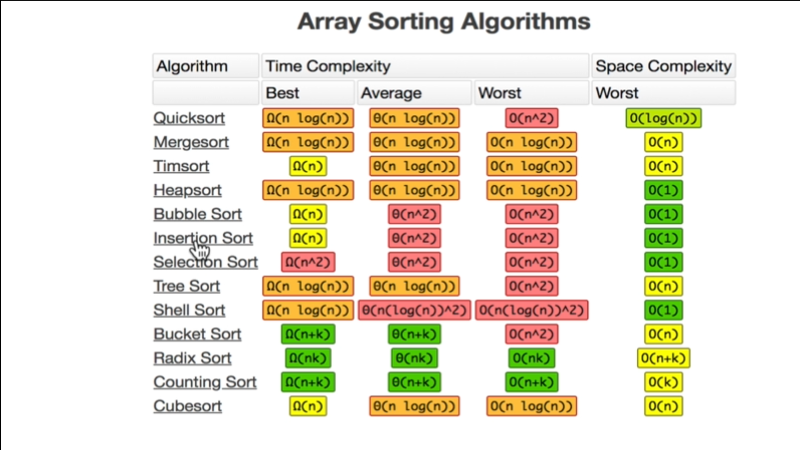 Array Sorting Algorithms
Algorithm Time Complexity Space Complexity
Best Average Worst Worst
Quicksort Ω(n log(n)) θ(n log(n)) O(n^2) O(log(n))
Mergesort Ω(n log(n)) θ(n log(n)) O(n log(n)) O(n)
Timsort Ω(n) θ(n log(n)) O(n log(n)) O(n)
Heapsort Ω(n log(n)) θ(n log(n)) O(n log(n)) O(1)
Bubble Sort Ω(n) θ(n^2) O(n^2) O(1)
Insertion Sort Ω(n) θ(n^2) O(n^2) O(1)
Selection Sort Ω(n^2) θ(n^2) O(n^2) O(1)
Tree Sort Ω(n log(n)) θ(n log(n)) O(n^2) O(n)
Shell Sort Ω(n log(n)) θ(n(log(n))^2) O(n(log(n))^2) O(1)
Bucket Sort Ω(n+k) θ(n+k) O(n^2) O(n)
Radix Sort Ω(nk) θ(nk) O(nk) O(n+k)
Counting Sort Ω(n+k) θ(n+k) O(n+k) O(k)
Cubesort Ω(n) θ(n log(n)) O(n log(n)) O(n)